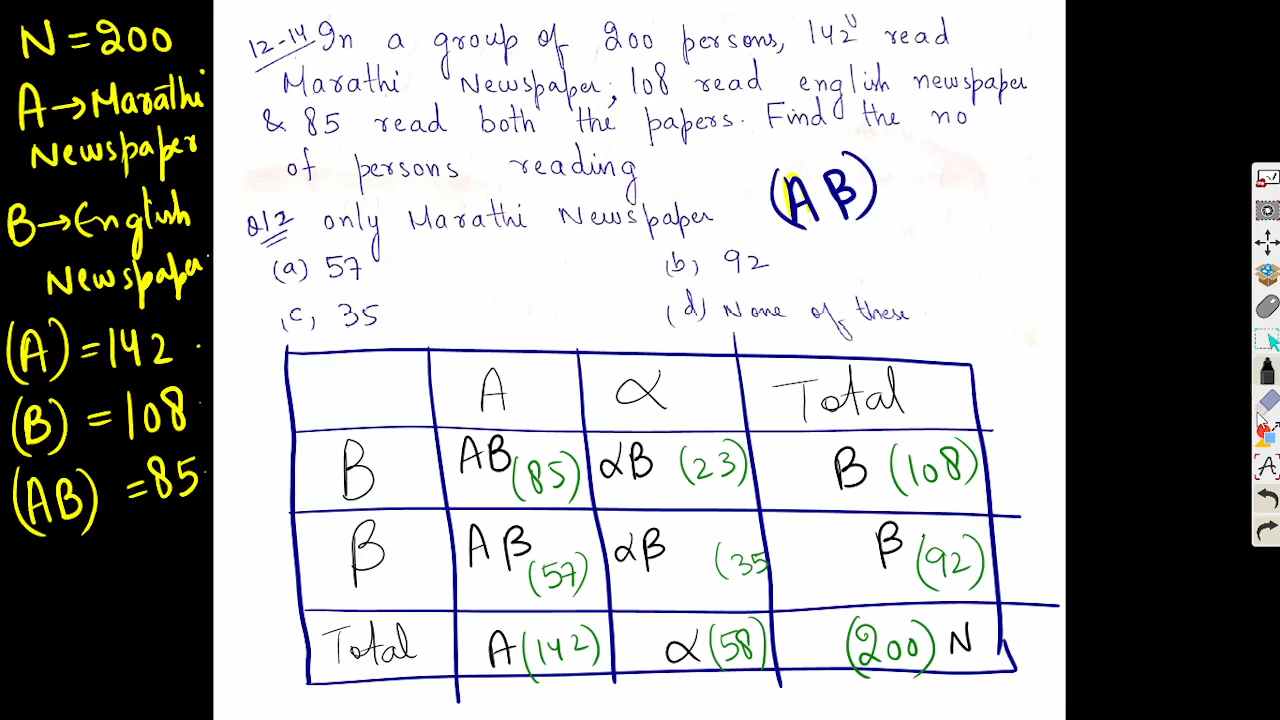 N = 200
A → Marathi
Newspaper
B → English
Newspaper
(A) = 142
(B) = 108
(AB) = 85
12-14 In a group of 200 persons, 142 read
Marathi Newspaper, 108 read english newspaper
& 85 read both the papers. Find the no
of persons reading
Q12 only Marathi Newspaper (Aβ)
(a) 57 (b) 92
(c) 35 (d) None of these
A α Total
B AB (85) αB (23) B (108)
β Aβ (57) αβ (35 β (92)
Total A (142) α (58) (200) N